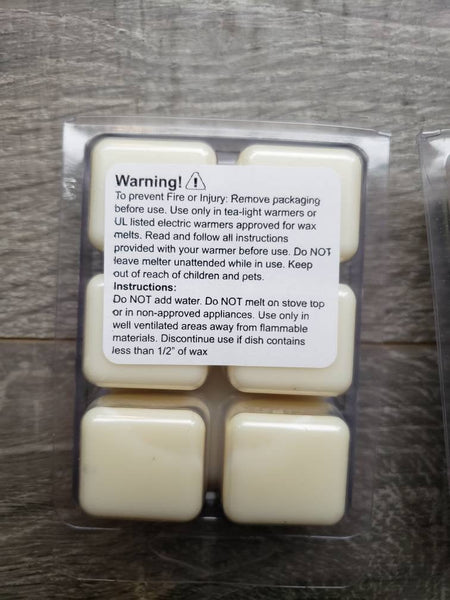 Warning!
To prevent Fire or Injury: Remove packaging
before use. Use only in tea-light warmers or
UL listed electric warmers approved for wax
melts. Read and follow all instructions
provided with your warmer before use. Do NOT
leave melter unattended while in use. Keep
out of reach of children and pets.
Instructions:
Do NOT add water. Do NOT melt on stove top
or in non-approved appliances. Use only in
well ventilated areas away from flammable
materials. Discontinue use if dish contains
less than 1/2" of wax